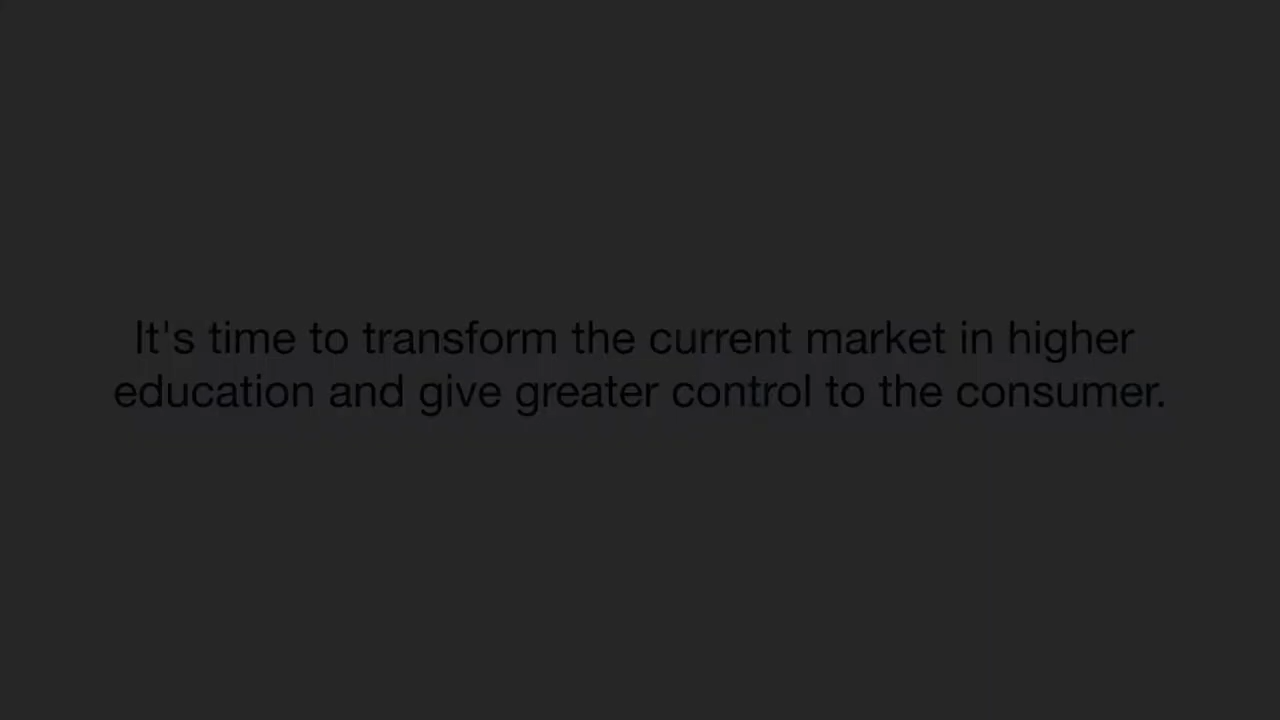 It's time to transform the current market in higher
education and give greater control to the consumer.